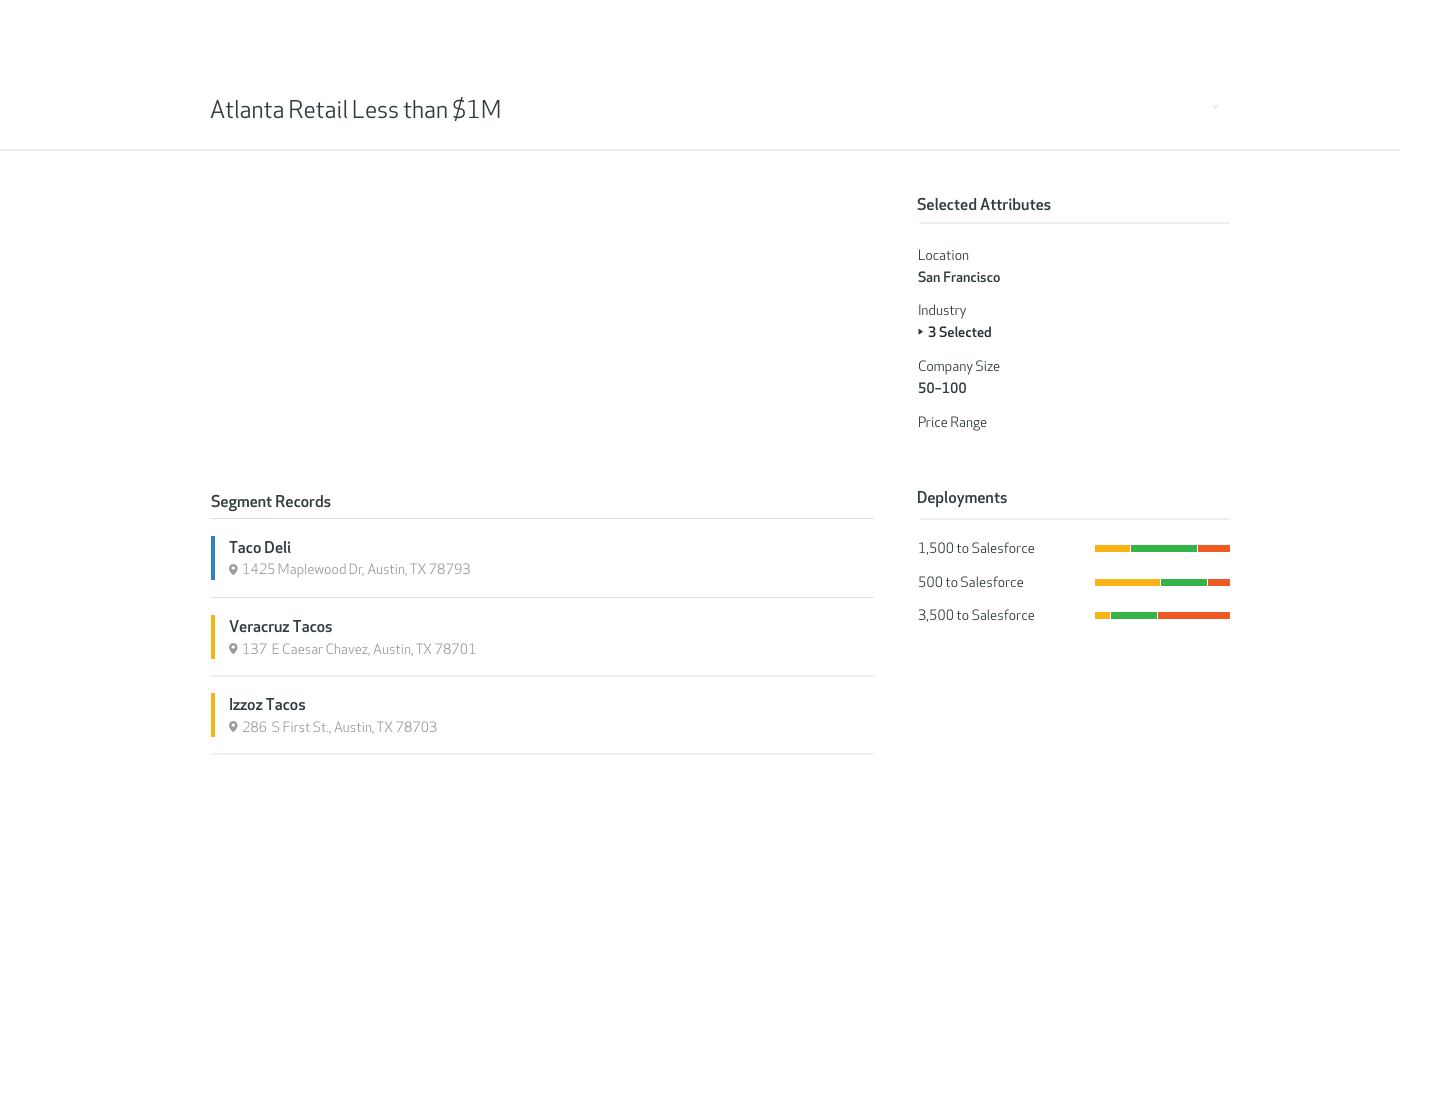 Atlanta Retail Less than $1M
Selected Attributes
Location
San Francisco
Industry
3 Selected
Company Size
50–100
Price Range
Segment Records
Taco Deli
1425 Maplewood Dr, Austin, TX 78793
Veracruz Tacos
137 E Caesar Chavez, Austin, TX 78701
Izzoz Tacos
286 S First St., Austin, TX 78703
Deployments
1,500 to Salesforce
500 to Salesforce
3,500 to Salesforce